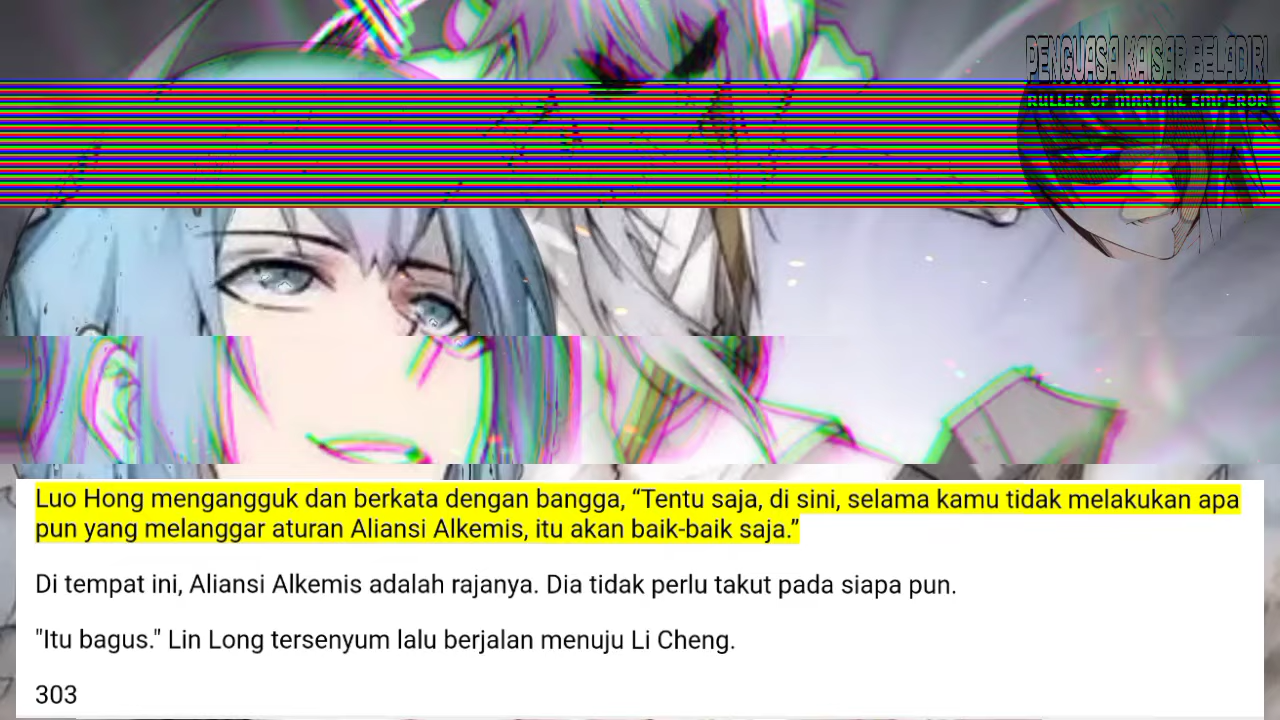 PENGUASA KAISAR BELADIRI
RULLER OF MARTIAL EMPEROR
Luo Hong mengangguk dan berkata dengan bangga, “Tentu saja, di sini, selama kamu tidak melakukan apa
pun yang melanggar aturan Aliansi Alkemis, itu akan baik-baik saja.”
Di tempat ini, Aliansi Alkemis adalah rajanya. Dia tidak perlu takut pada siapa pun.
"Itu bagus." Lin Long tersenyum lalu berjalan menuju Li Cheng.
303